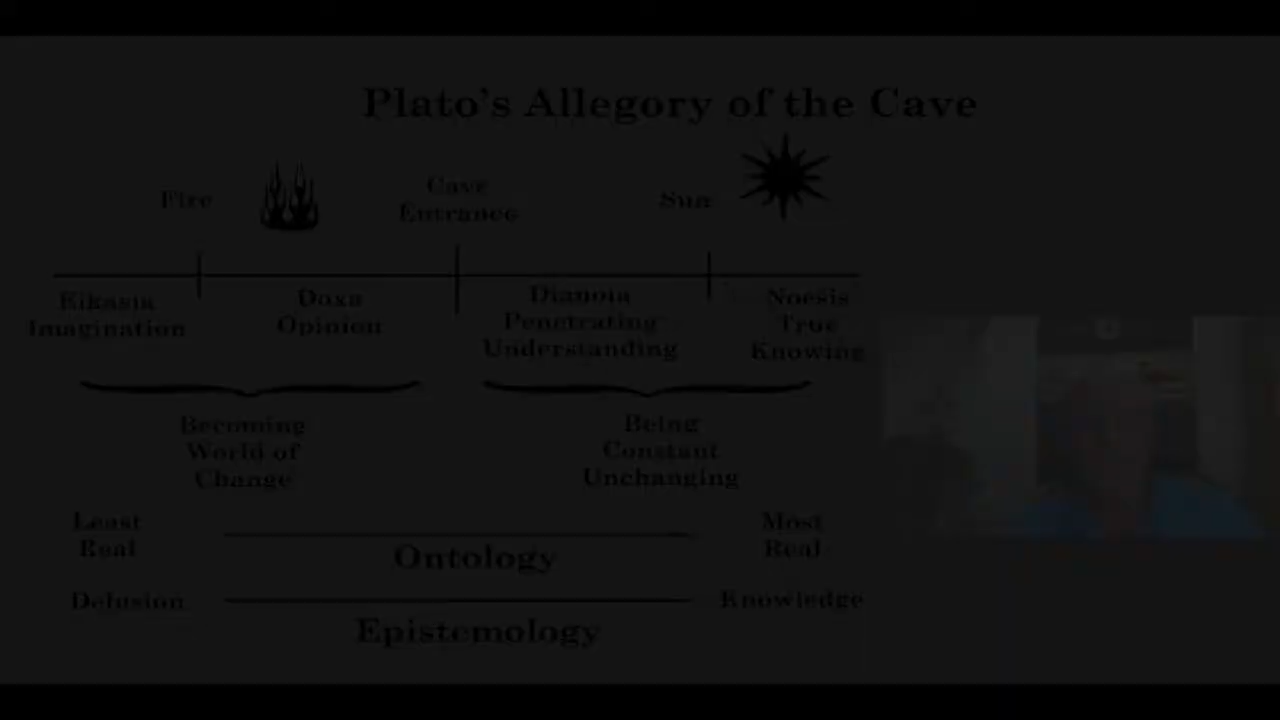 Plato's Allegory of the Cave
Fire
Cave
Entrance
Sun
Eikasia
Imagination
Doxa
Opinion
Dianoia
Penetrating
Understanding
Noesis
True
Knowing
Becoming
World of
Change
Being
Constant
Unchanging
Least
Real
Most
Real
Ontology
Delusion
Knowledge
Epistemology